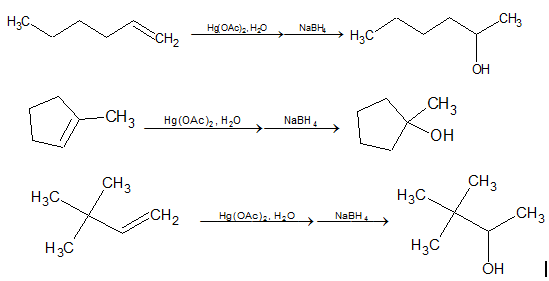 H₃C CH₂ Hg(OAc)₂, H₂O NaBH₄ H₃C CH₃
OH
CH₃ Hg(OAc)₂, H₂O NaBH₄ CH₃
OH
H₃C CH₃ CH₂ Hg(OAc)₂, H₂O NaBH₄ H₃C CH₃ CH₃
H₃C H₃C
OH